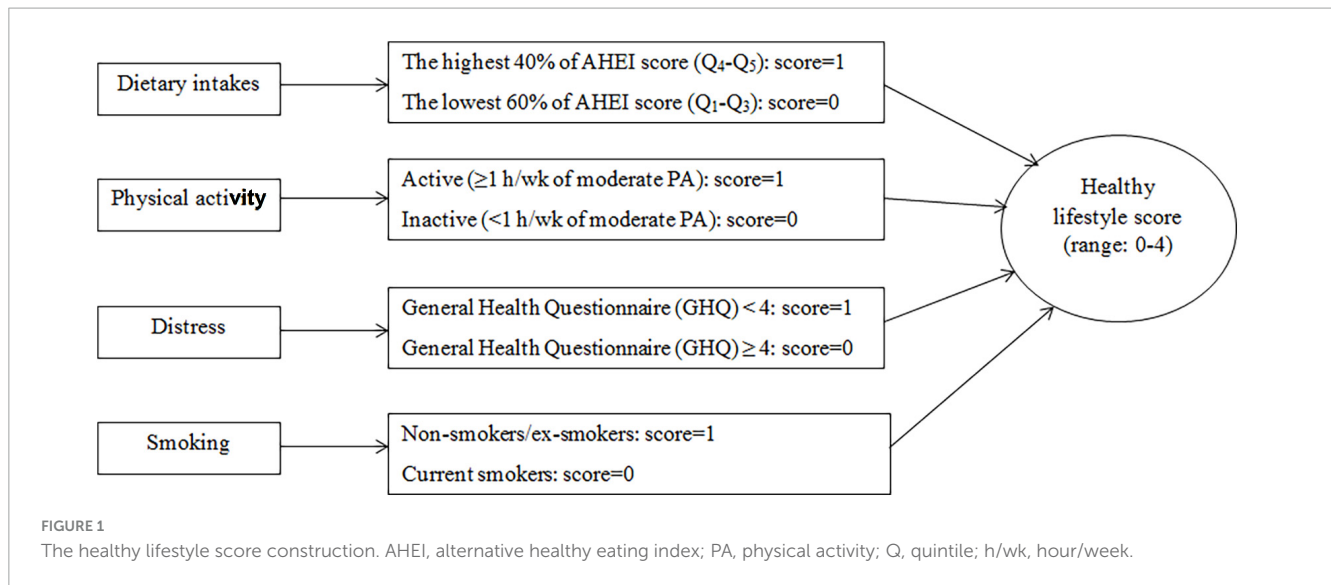 Dietary intakes
The highest 40% of AHEI score (Q₄-Q₅): score=1
The lowest 60% of AHEI score (Q₁-Q₃): score=0
Physical activity
Active (≥1 h/wk of moderate PA): score=1
Inactive (<1 h/wk of moderate PA): score=0
Distress
General Health Questionnaire (GHQ) < 4: score=1
General Health Questionnaire (GHQ) ≥ 4: score=0
Smoking
Non-smokers/ex-smokers: score=1
Current smokers: score=0
Healthy
lifestyle score
(range: 0-4)
FIGURE 1
The healthy lifestyle score construction. AHEI, alternative healthy eating index; PA, physical activity; Q, quintile; h/wk, hour/week.